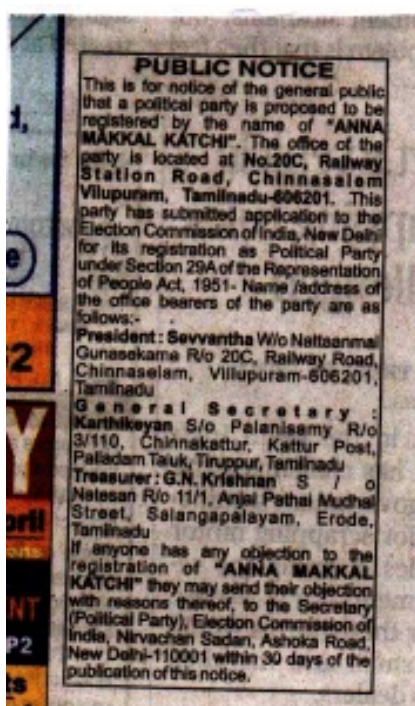 PUBLIC NOTICE
This is for notice of the general public
that a political party is proposed to be
registered by the name of "ANNA
MAKKAL KATCHI". The office of the
party is located at No.20C, Railway
Station Road, Chinnasalem
Vilupuram, Tamilnadu-606201. This
party has submitted application to the
Election Commission of India, New Delhi
for its registration as Political Party
under Section 29A of the Representation
of People Act, 1951- Name /address of
the office bearers of the party are as
follows:-
President : Sevvantha W/o Nattaanmai
Gunasekarna R/o 20C, Railway Road,
Chinnaselam, Villupuram-606201,
Tamilnadu
General Secretary :
Karthikeyan S/o Palanisamy R/o
3/110, Chinnakattur, Kattur Post,
Palladam Taluk, Tiruppur, Tamilnadu
Treasurer : G.N. Krishnan S / o
Natesan R/o 11/1, Anjal Pathai Mudhal
Street, Salangapalayam, Erode,
Tamilnadu
If anyone has any objection to the
registration of "ANNA MAKKAL
KATCHI" they may send their objection
with reasons thereof, to the Secretary
(Political Party), Election Commission of
India, Nirvachan Sadan, Ashoka Road,
New Delhi-110001 within 30 days of the
publication of this notice.
2
Y
pril
ons
NT
P2
ts